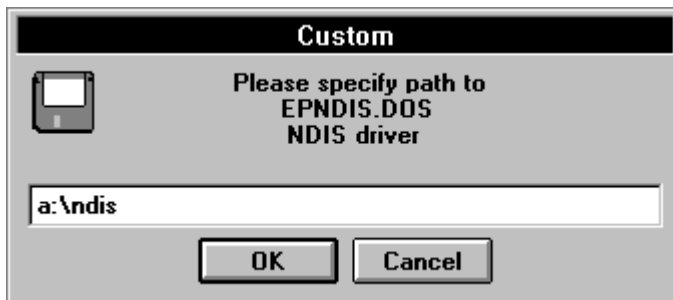 Custom
Please specify path to
EPNDIS.DOS
NDIS driver
a:\ndis
OK
Cancel